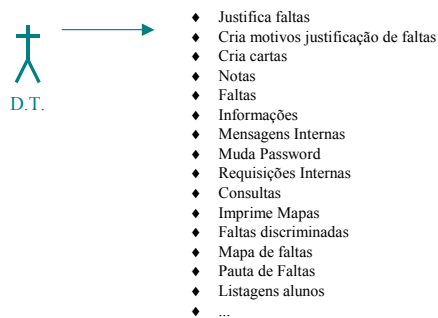 ♦ Justifica faltas
♦ Cria motivos justificação de faltas
♦ Cria cartas
♦ Notas
♦ Faltas
♦ Informações
♦ Mensagens Internas
♦ Muda Password
♦ Requisições Internas
♦ Consultas
♦ Imprime Mapas
♦ Faltas discriminadas
♦ Mapa de faltas
♦ Pauta de Faltas
♦ Listagens alunos
♦ ...
D.T.